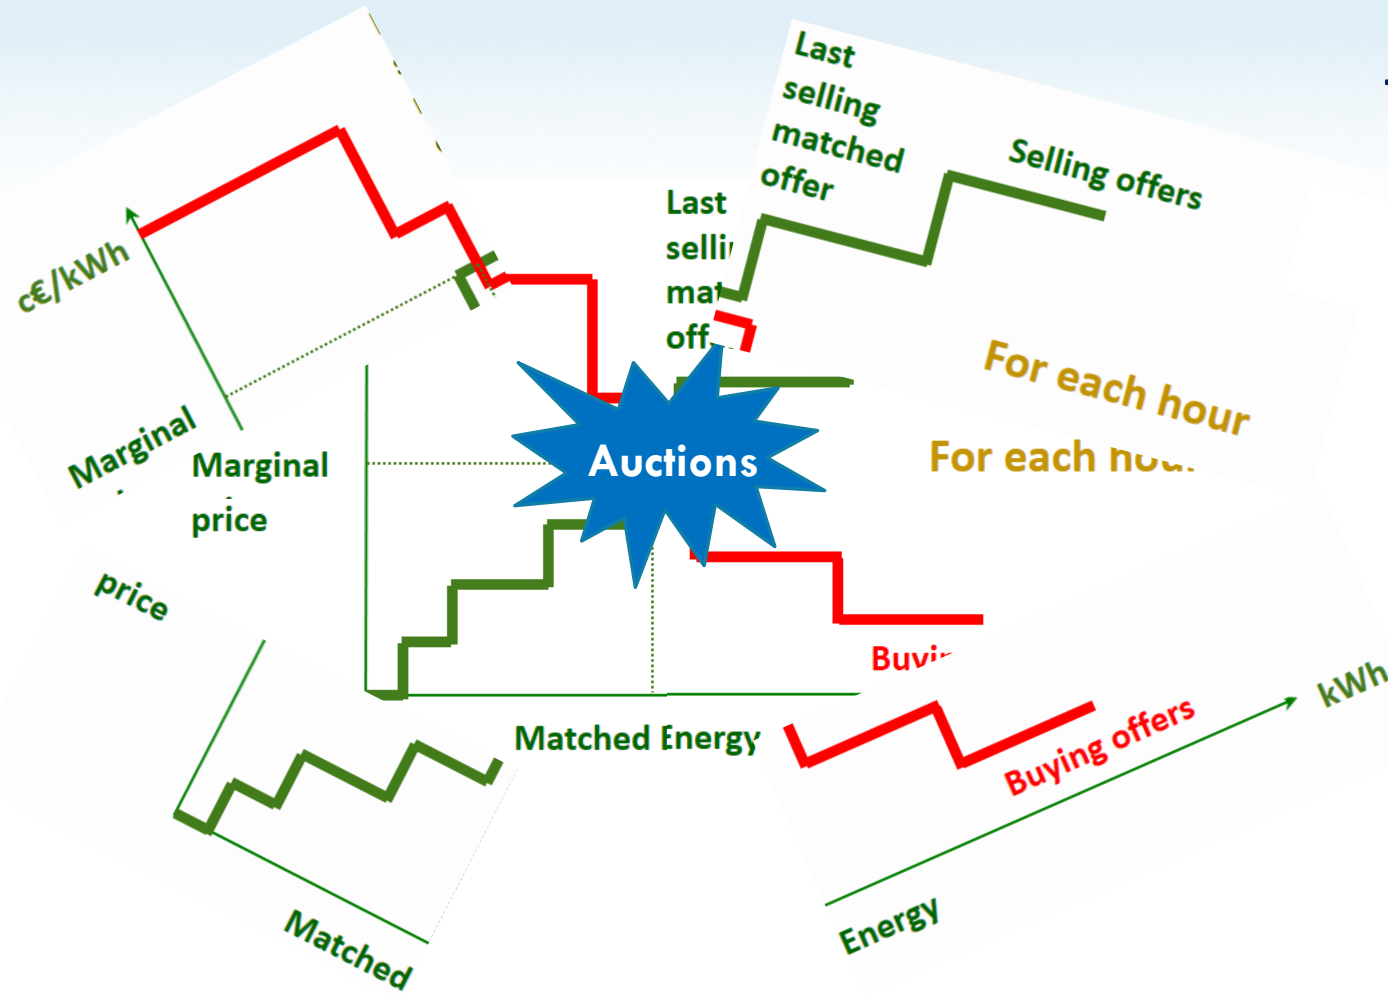 Last
selling
matched
offer
Selling offers
c€/kWh
Last
For each hour
For each
Marginal
Marginal
price
Auctions
price
Matched Energy
Buying offers
kWh
Energy
Matched